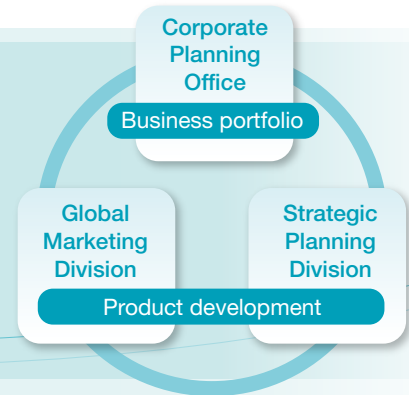 Corporate
Planning
Office
Business portfolio
Global
Marketing
Division
Strategic
Planning
Division
Product development